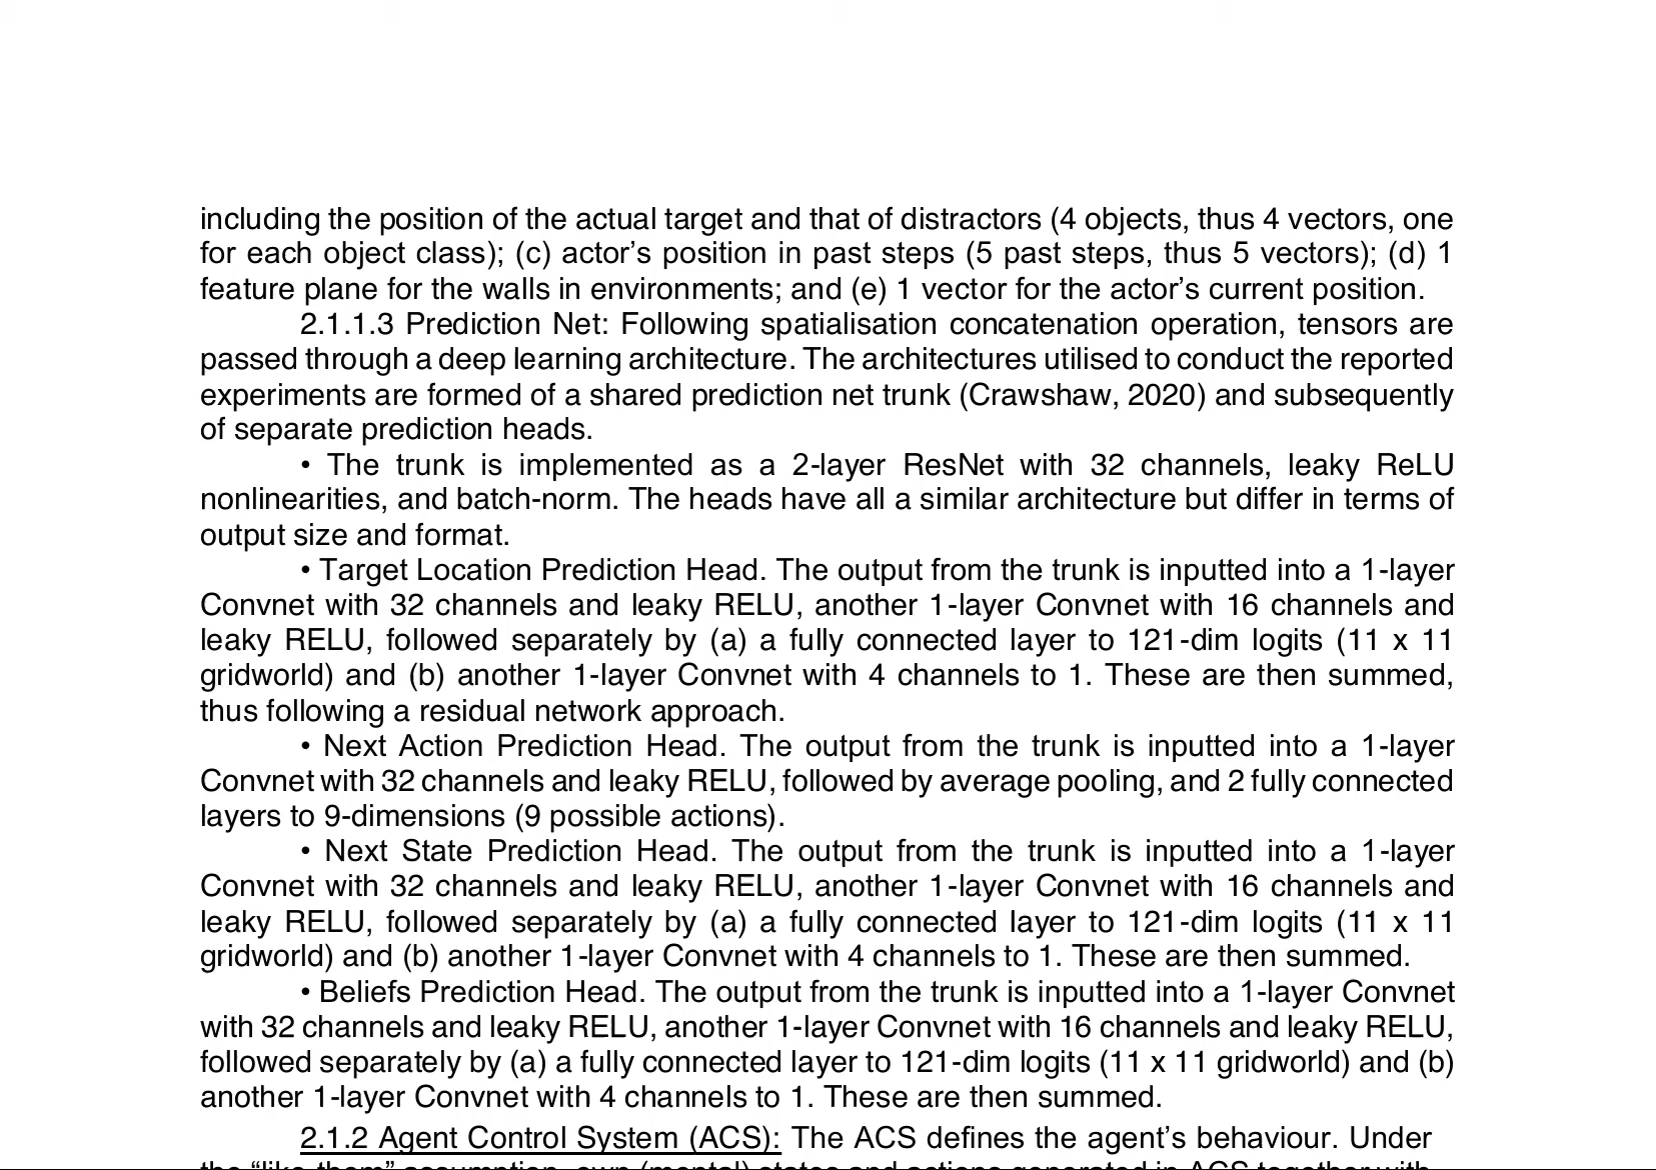 including the position of the actual target and that of distractors (4 objects, thus 4 vectors, one
for each object class); (c) actor’s position in past steps (5 past steps, thus 5 vectors); (d) 1
feature plane for the walls in environments; and (e) 1 vector for the actor’s current position.
2.1.1.3 Prediction Net: Following spatialisation concatenation operation, tensors are
passed through a deep learning architecture. The architectures utilised to conduct the reported
experiments are formed of a shared prediction net trunk (Crawshaw, 2020) and subsequently
of separate prediction heads.
• The trunk is implemented as a 2-layer ResNet with 32 channels, leaky ReLU
nonlinearities, and batch-norm. The heads have all a similar architecture but differ in terms of
output size and format.
• Target Location Prediction Head. The output from the trunk is inputted into a 1-layer
Convnet with 32 channels and leaky RELU, another 1-layer Convnet with 16 channels and
leaky RELU, followed separately by (a) a fully connected layer to 121-dim logits (11 x 11
gridworld) and (b) another 1-layer Convnet with 4 channels to 1. These are then summed,
thus following a residual network approach.
• Next Action Prediction Head. The output from the trunk is inputted into a 1-layer
Convnet with 32 channels and leaky RELU, followed by average pooling, and 2 fully connected
layers to 9-dimensions (9 possible actions).
• Next State Prediction Head. The output from the trunk is inputted into a 1-layer
Convnet with 32 channels and leaky RELU, another 1-layer Convnet with 16 channels and
leaky RELU, followed separately by (a) a fully connected layer to 121-dim logits (11 x 11
gridworld) and (b) another 1-layer Convnet with 4 channels to 1. These are then summed.
• Beliefs Prediction Head. The output from the trunk is inputted into a 1-layer Convnet
with 32 channels and leaky RELU, another 1-layer Convnet with 16 channels and leaky RELU,
followed separately by (a) a fully connected layer to 121-dim logits (11 x 11 gridworld) and (b)
another 1-layer Convnet with 4 channels to 1. These are then summed.
2.1.2 Agent Control System (ACS): The ACS defines the agent’s behaviour. Under
the “like them” assumption, own (mental) states and actions generated in ACS together with